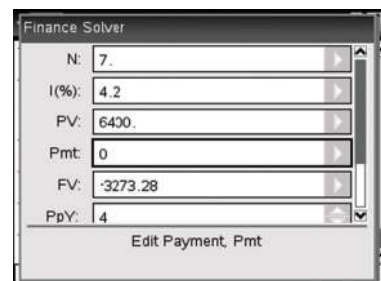 Finance Solver
N: 7.
I(%): 4.2
PV: 6400.
Pmt: 0
FV: -3273.28
PpY: 4
Edit Payment, Pmt